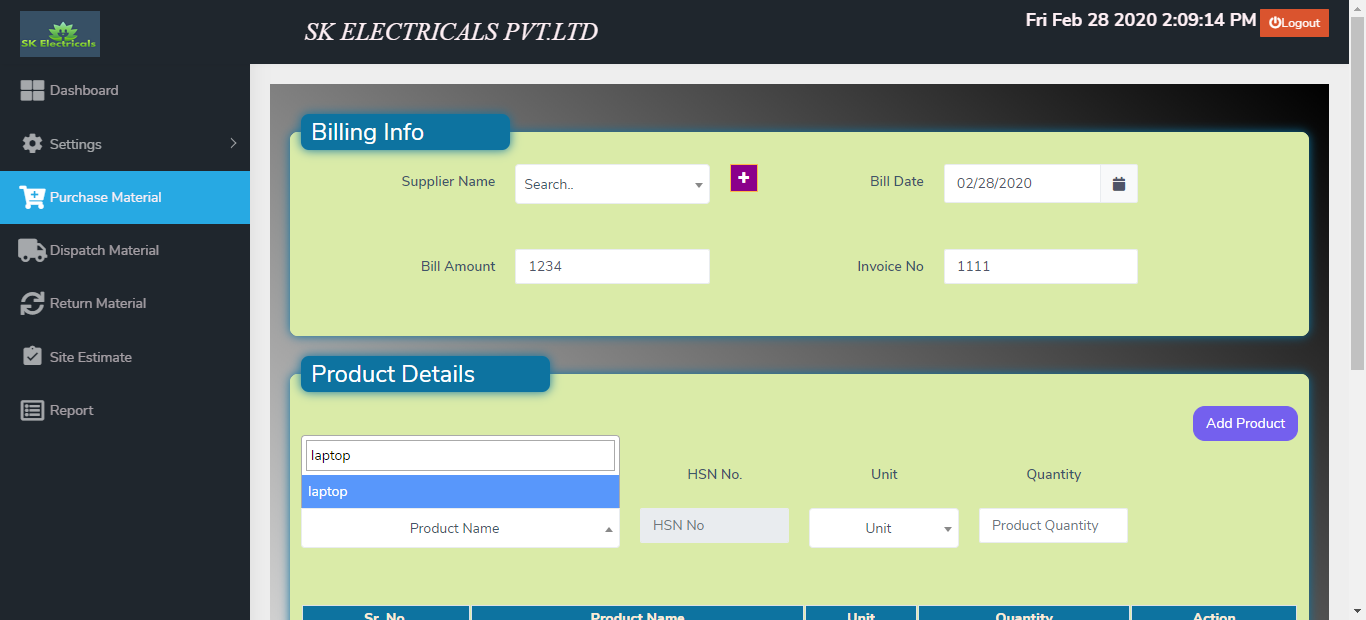 SK Electricals
SK ELECTRICALS PVT.LTD
Fri Feb 28 2020 2:09:14 PM
Logout
Dashboard
Settings
Purchase Material
Dispatch Material
Return Material
Site Estimate
Report
Billing Info
Supplier Name
Search..
Bill Date
02/28/2020
Bill Amount
1234
Invoice No
1111
Product Details
Add Product
laptop
laptop
Product Name
HSN No.
HSN No
Unit
Unit
Quantity
Product Quantity
Sr. No. Product Name Unit Quantity Action